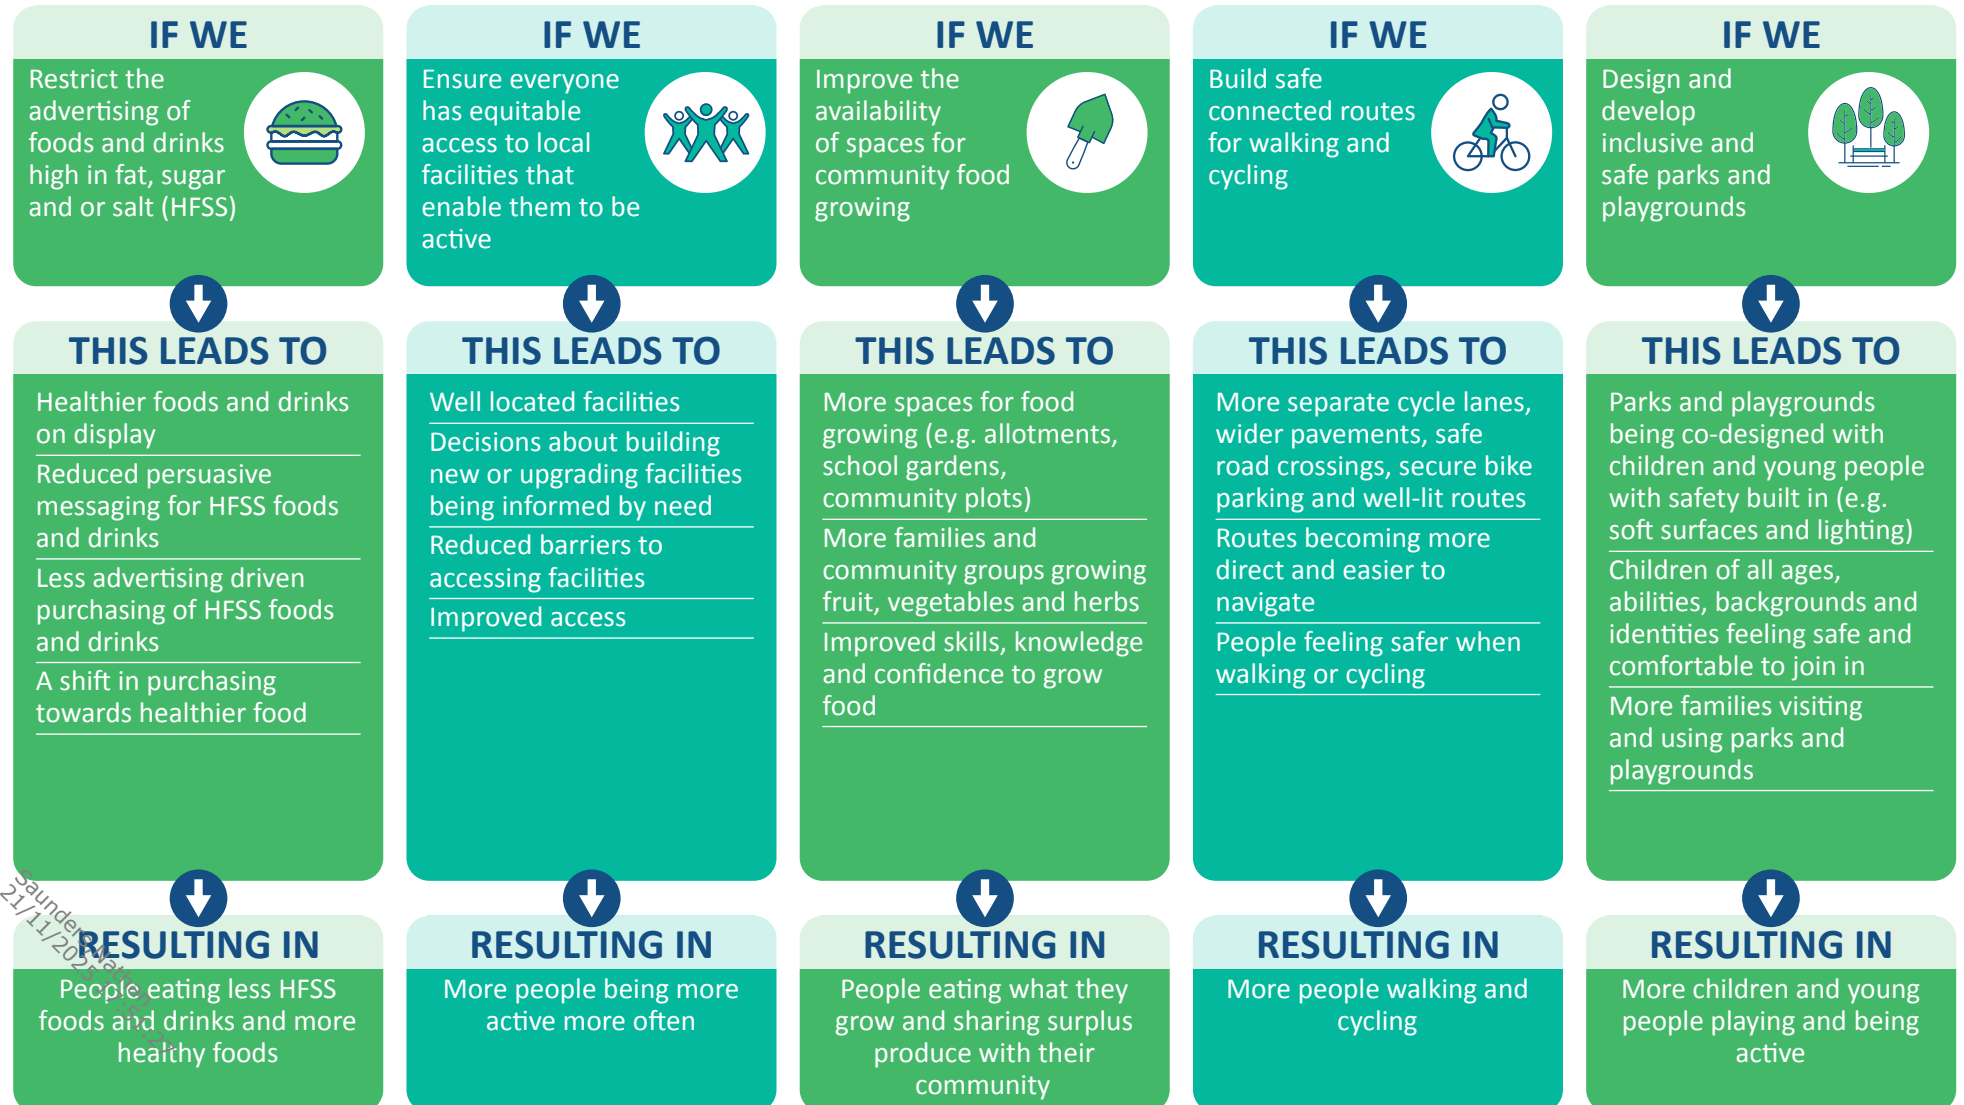 IF WE
Restrict the
advertising of
foods and drinks
high in fat, sugar
and or salt (HFSS)
THIS LEADS TO
Healthier foods and drinks
on display
Reduced persuasive
messaging for HFSS foods
and drinks
Less advertising driven
purchasing of HFSS foods
and drinks
A shift in purchasing
towards healthier food
RESULTING IN
People eating less HFSS
foods and drinks and more
healthy foods
IF WE
Ensure everyone
has equitable
access to local
facilities that
enable them to be
active
THIS LEADS TO
Well located facilities
Decisions about building
new or upgrading facilities
being informed by need
Reduced barriers to
accessing facilities
Improved access
RESULTING IN
More people being more
active more often
IF WE
Improve the
availability
of spaces for
community food
growing
THIS LEADS TO
More spaces for food
growing (e.g. allotments,
school gardens,
community plots)
More families and
community groups growing
fruit, vegetables and herbs
Improved skills, knowledge
and confidence to grow
food
RESULTING IN
People eating what they
grow and sharing surplus
produce with their
community
IF WE
Build safe
connected routes
for walking and
cycling
THIS LEADS TO
More separate cycle lanes,
wider pavements, safe
road crossings, secure bike
parking and well-lit routes
Routes becoming more
direct and easier to
navigate
People feeling safer when
walking or cycling
RESULTING IN
More people walking and
cycling
IF WE
Design and
develop
inclusive and
safe parks and
playgrounds
THIS LEADS TO
Parks and playgrounds
being co-designed with
children and young people
with safety built in (e.g.
soft surfaces and lighting)
Children of all ages,
abilities, backgrounds and
identities feeling safe and
comfortable to join in
More families visiting
and using parks and
playgrounds
RESULTING IN
More children and young
people playing and being
active
Saunders
21/11/2025